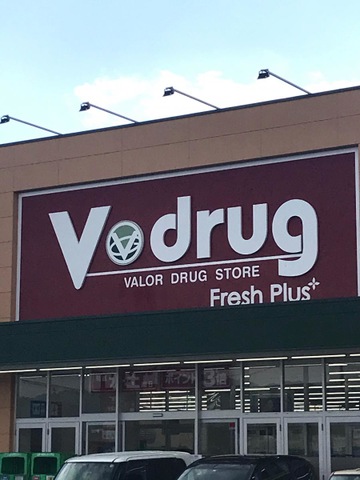 V drug
VALOR DRUG STORE
Fresh Plus+